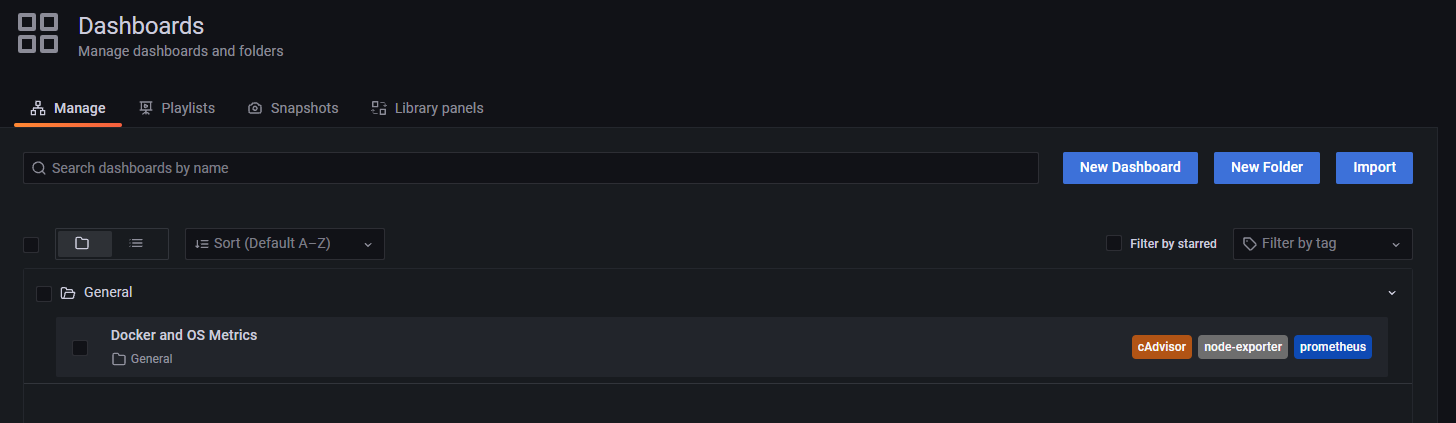 Dashboards
Manage dashboards and folders
Manage Playlists Snapshots Library panels
Search dashboards by name New Dashboard New Folder Import
Sort (Default A–Z) Filter by starred Filter by tag
General
Docker and OS Metrics cAdvisor node-exporter prometheus
General